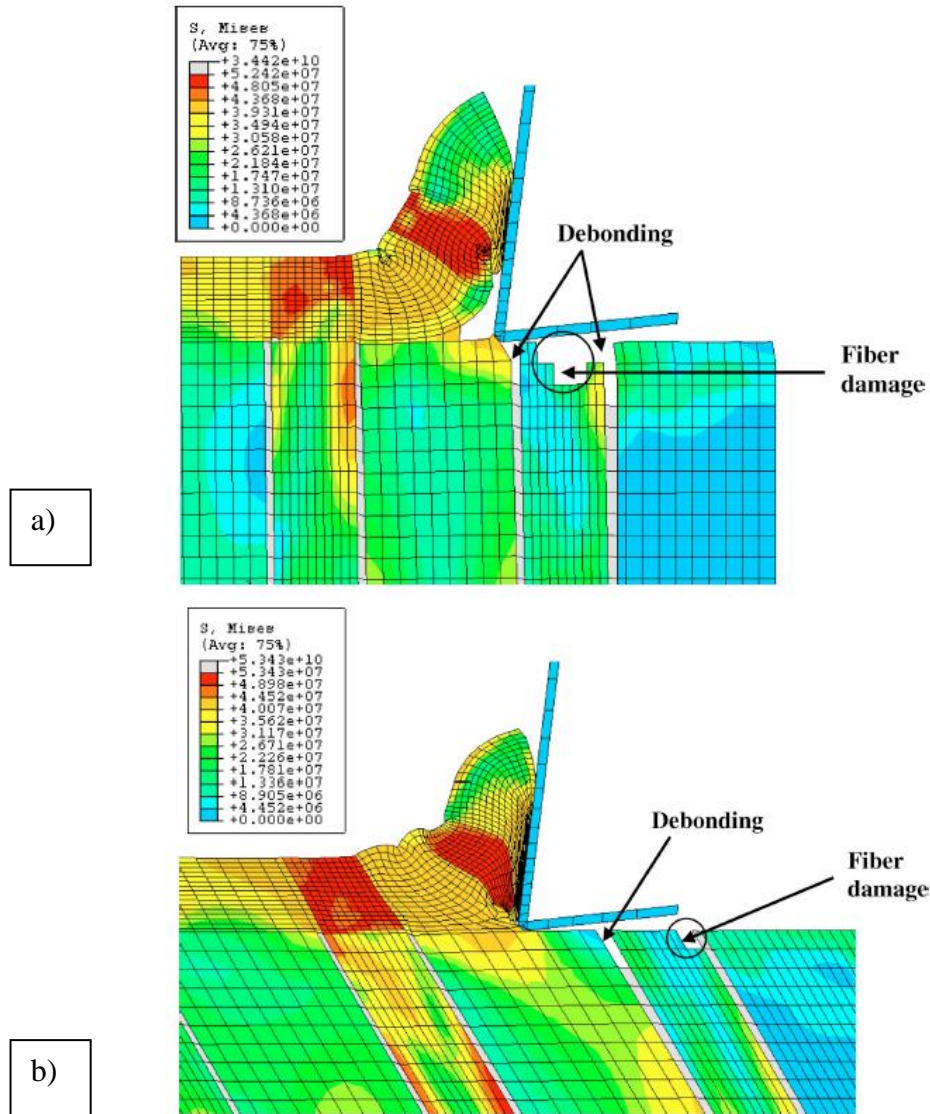 S, Mises
(Avg: 75%)
+3.442e+10
+5.242e+07
+4.805e+07
+4.368e+07
+3.931e+07
+3.494e+07
+3.058e+07
+2.621e+07
+2.184e+07
+1.747e+07
+1.310e+07
+8.736e+06
+4.368e+06
+0.000e+00
Debonding
Fiber
damage
a)
S, Mises
(Avg: 75%)
+5.343e+10
+5.343e+07
+4.898e+07
+4.452e+07
+4.007e+07
+3.562e+07
+3.117e+07
+2.671e+07
+2.226e+07
+1.781e+07
+1.336e+07
+8.905e+06
+4.452e+06
+0.000e+00
Debonding
Fiber
damage
b)